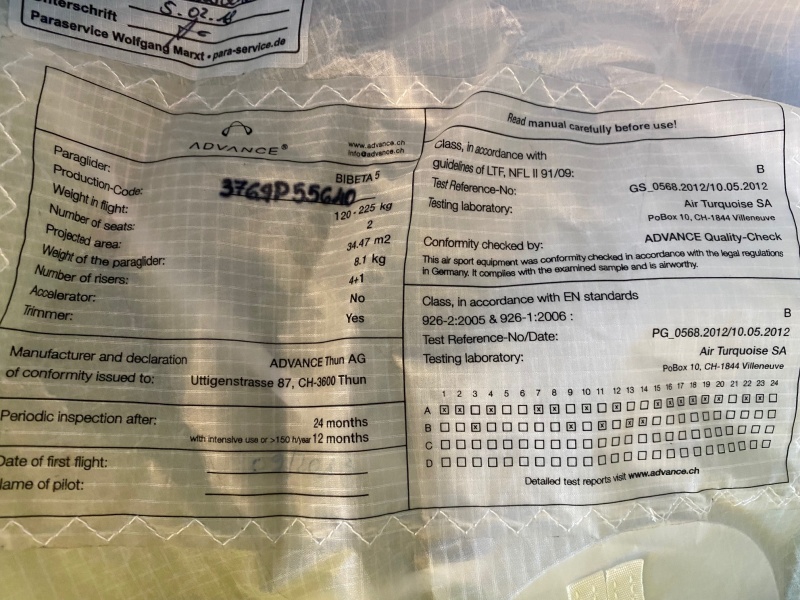 Unterschrift
5.02.18
Paraservice Wolfgang Marxt • para-service.de
ADVANCE®
www.advance.ch
info@advance.ch
Paraglider: BIBETA 5
Production-Code: 3769P55610
Weight in flight: 120 - 225 kg
Number of seats: 2
Projected area: 34.47 m2
Weight of the paraglider: 8.1 kg
Number of risers: 4+1
Accelerator: No
Trimmer: Yes
Manufacturer and declaration
of conformity issued to:
ADVANCE Thun AG
Uttigenstrasse 87, CH-3600 Thun
Periodic inspection after: 24 months
with intensive use or >150 h/year 12 months
Date of first flight:
Name of pilot:
Read manual carefully before use!
Class, in accordance with
guidelines of LTF, NFL II 91/09: B
Test Reference-No: GS_0568.2012/10.05.2012
Testing laboratory: Air Turquoise SA
PoBox 10, CH-1844 Villeneuve
Conformity checked by: ADVANCE Quality-Check
This air sport equipment was conformity checked in accordance with the legal regulations
in Germany. It complies with the examined sample and is airworthy.
Class, in accordance with EN standards
926-2:2005 & 926-1:2006 : B
Test Reference-No/Date: PG_0568.2012/10.05.2012
Testing laboratory: Air Turquoise SA
PoBox 10, CH-1844 Villeneuve
1 2 3 4 5 6 7 8 9 10 11 12 13 14 15 16 17 18 19 20 21 22 23 24
A
B
C
D
Detailed test reports visit www.advance.ch